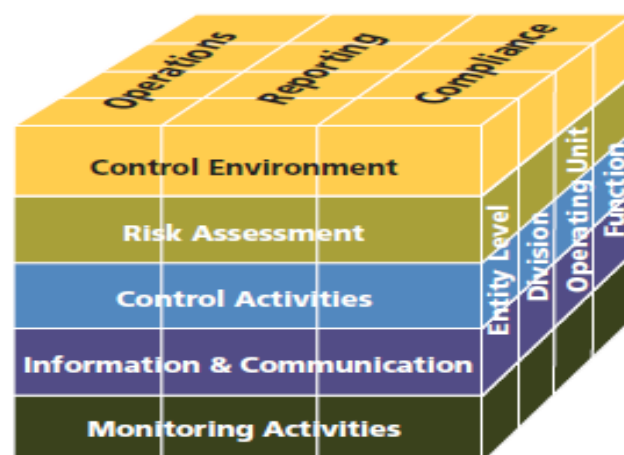 Operations
Reporting
Compliance
Control Environment
Risk Assessment
Control Activities
Information & Communication
Monitoring Activities
Entity Level
Division
Operating Unit
Function